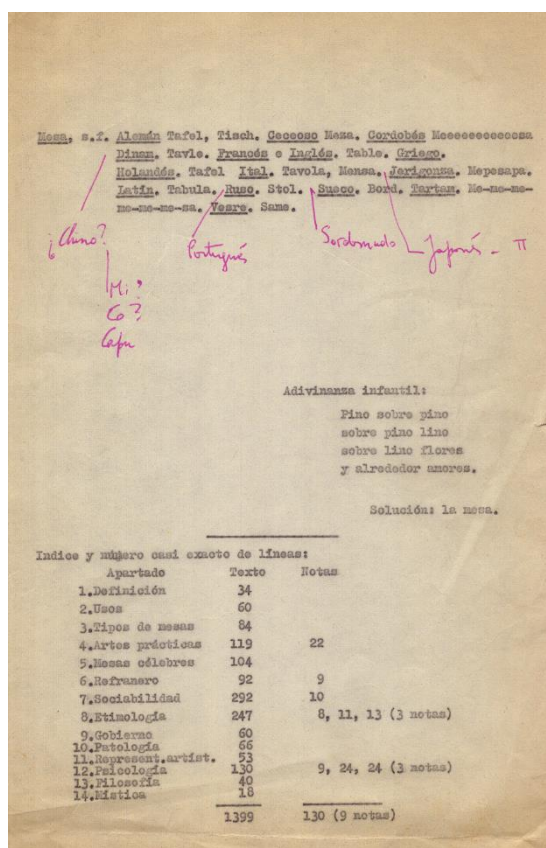 Mesa, s.f. Alemán Tafel, Tisch. Ceceoso Meza. Cordobés Meeeeeeeeeeesa
Dinam. Tavle. Francés e Inglés. Table. Griego.
Holandés. Tafel Ital. Tavola, Mensa. Jerigonza. Mepesapa.
Latín. Tabula. Ruso. Stol. Sueco. Bord. Tartam. Me-me-me-
me-me-me-sa. Vesre. Same.
¿Chino?
Portugués
Sordomudo
Japonés - π
Mi?
Co?
Capu
Adivinanza infantil:
Pino sobre pino
sobre pino lino
sobre lino flores
y alrededor amores.
Solución: la mesa.
Indice y número casi exacto de líneas:
Apartado Texto Notas
1.Definición 34
2.Usos 60
3.Tipos de mesas 84
4.Artes prácticas 119 22
5.Mesas célebres 104
6.Refranero 92 9
7.Sociabilidad 292 10
8.Etimología 247 8, 11, 13 (3 notas)
9.Gobierno 60
10.Patología 66
11.Represent.artist. 53
12.Psicología 130 9, 24, 24 (3 notas)
13.Filosofía 40
14.Mística 18
1399 130 (9 notas)